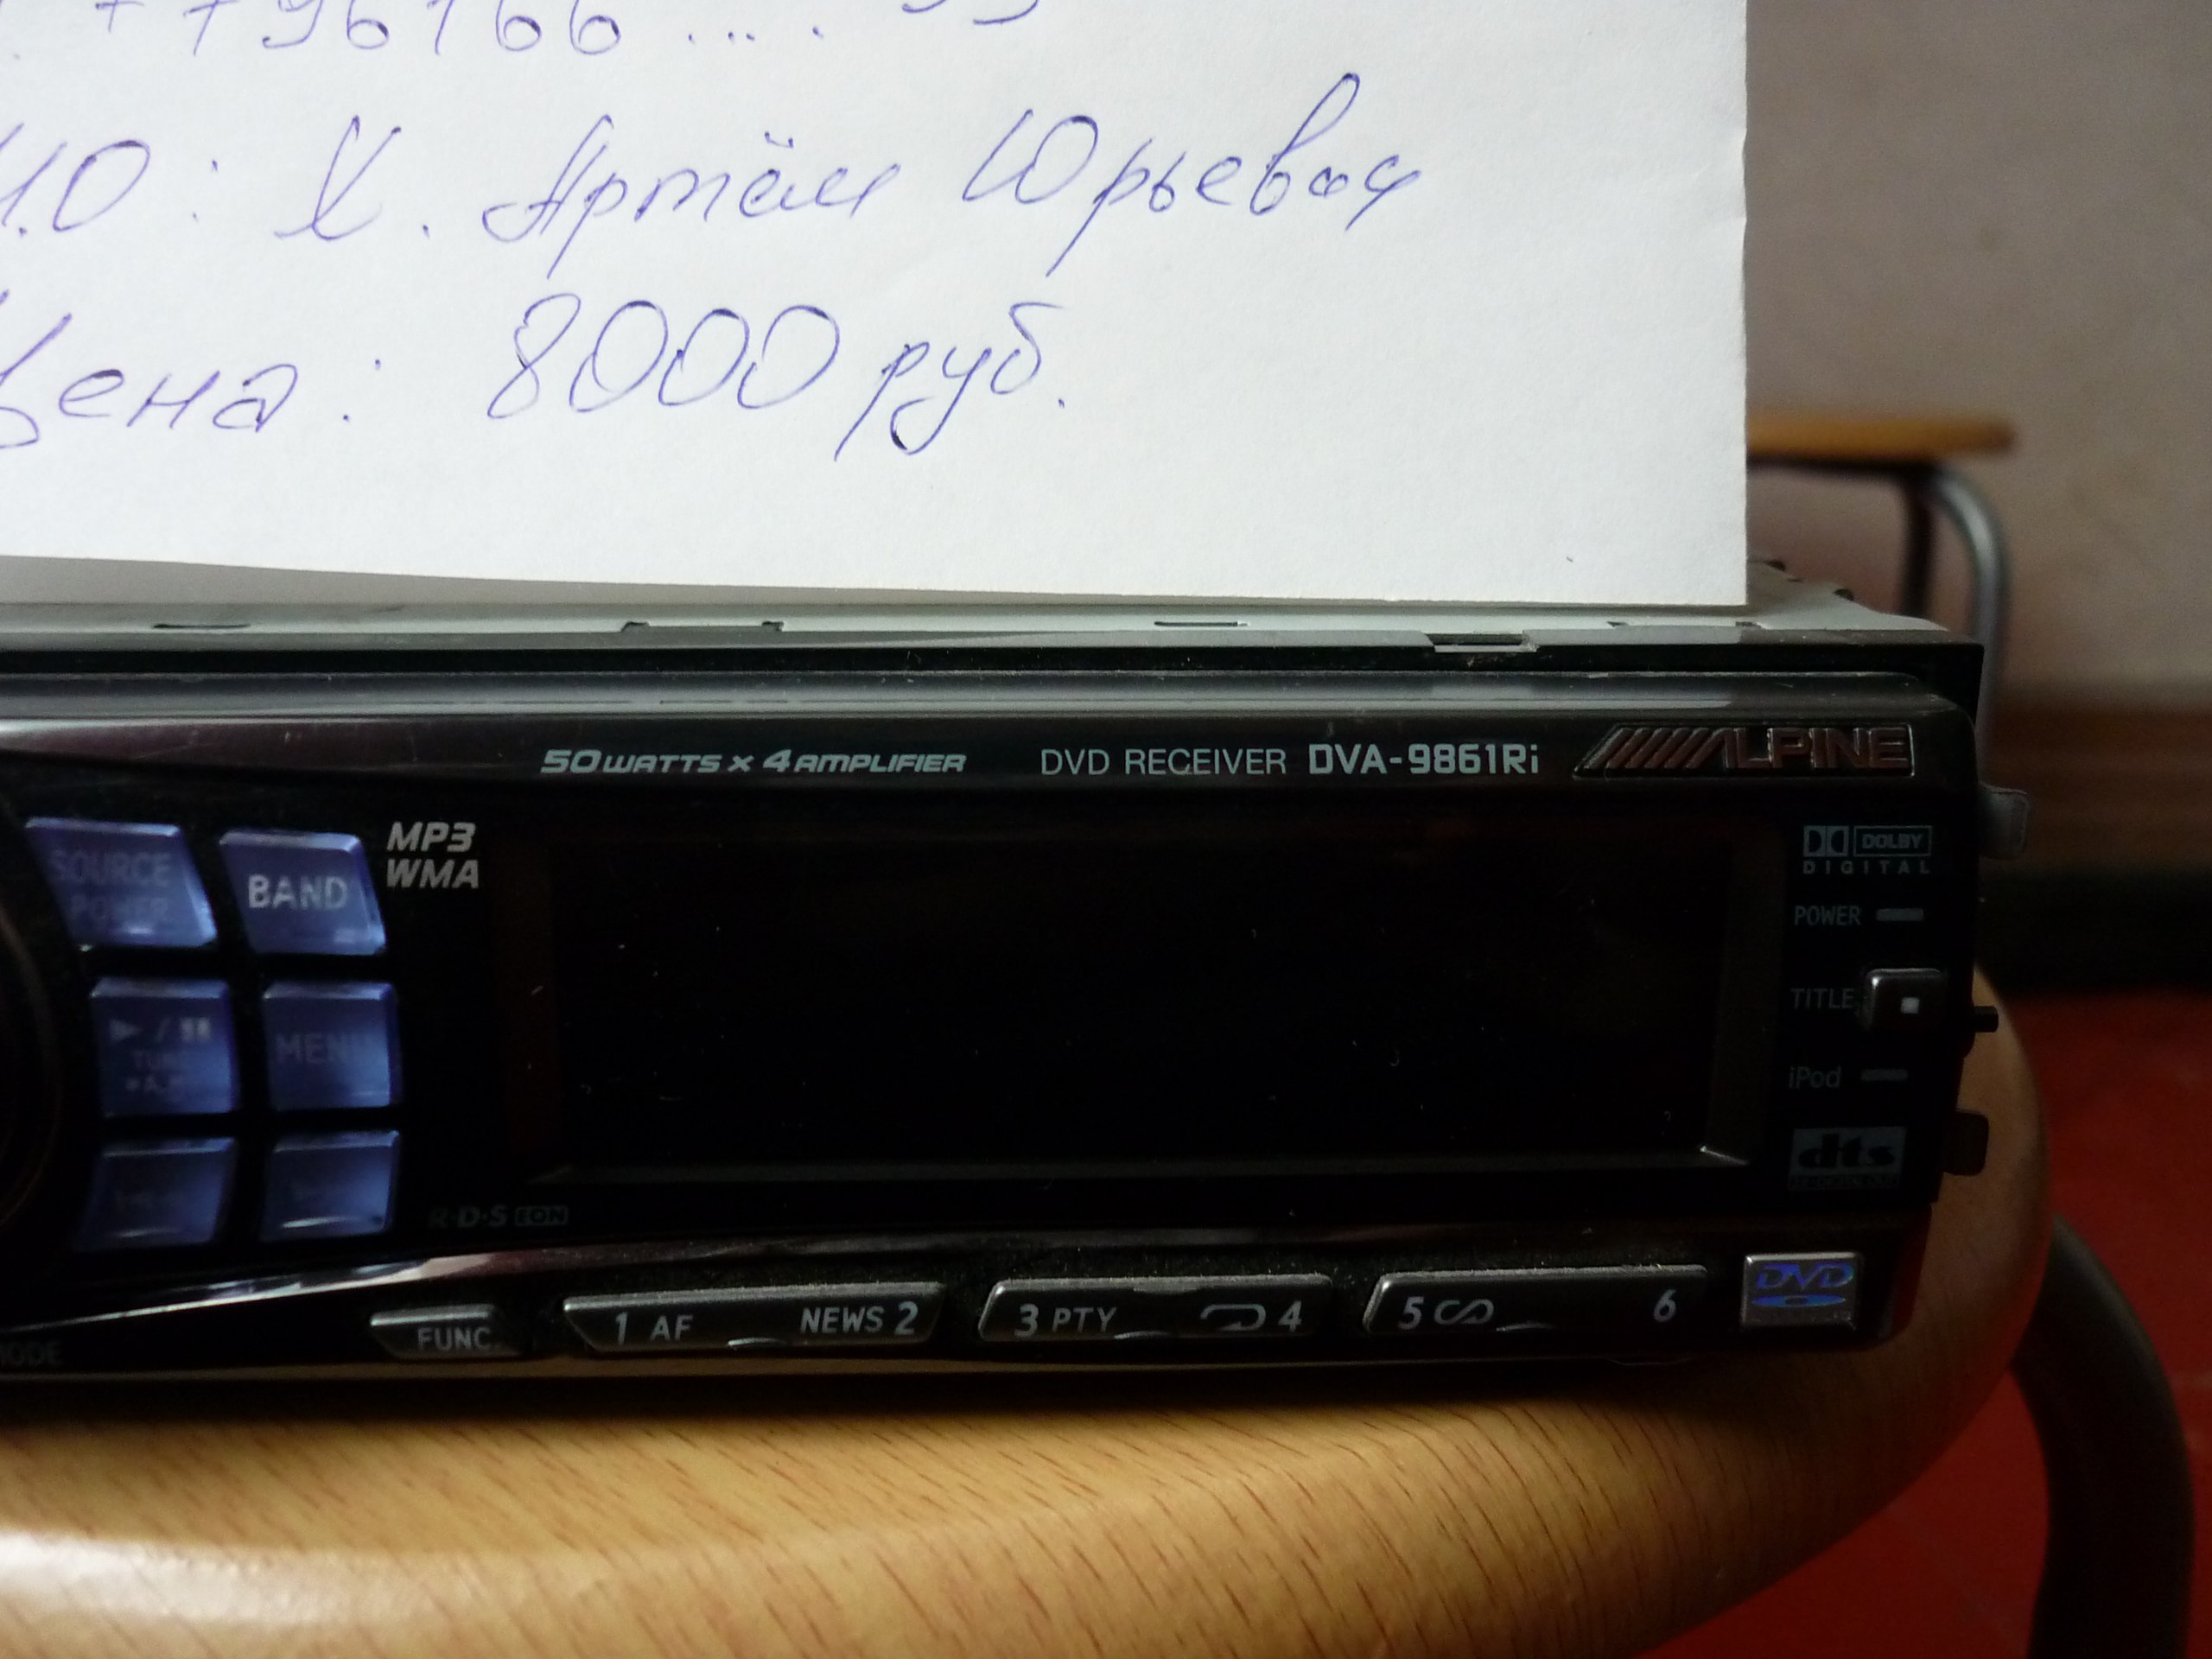 +796166 ....
И.О: Х. Артём Юрьевич
Цена: 8000 руб.
50 WATTS x 4 AMPLIFIER DVD RECEIVER DVA-9861Ri ALPINE
MP3
WMA
SOURCE
POWER
BAND
DOLBY
DIGITAL
POWER
TITLE
MENU
iPod
dts
R·D·S EON
DVD
FUNC. 1 AF NEWS 2 3 PTY 4 5 6